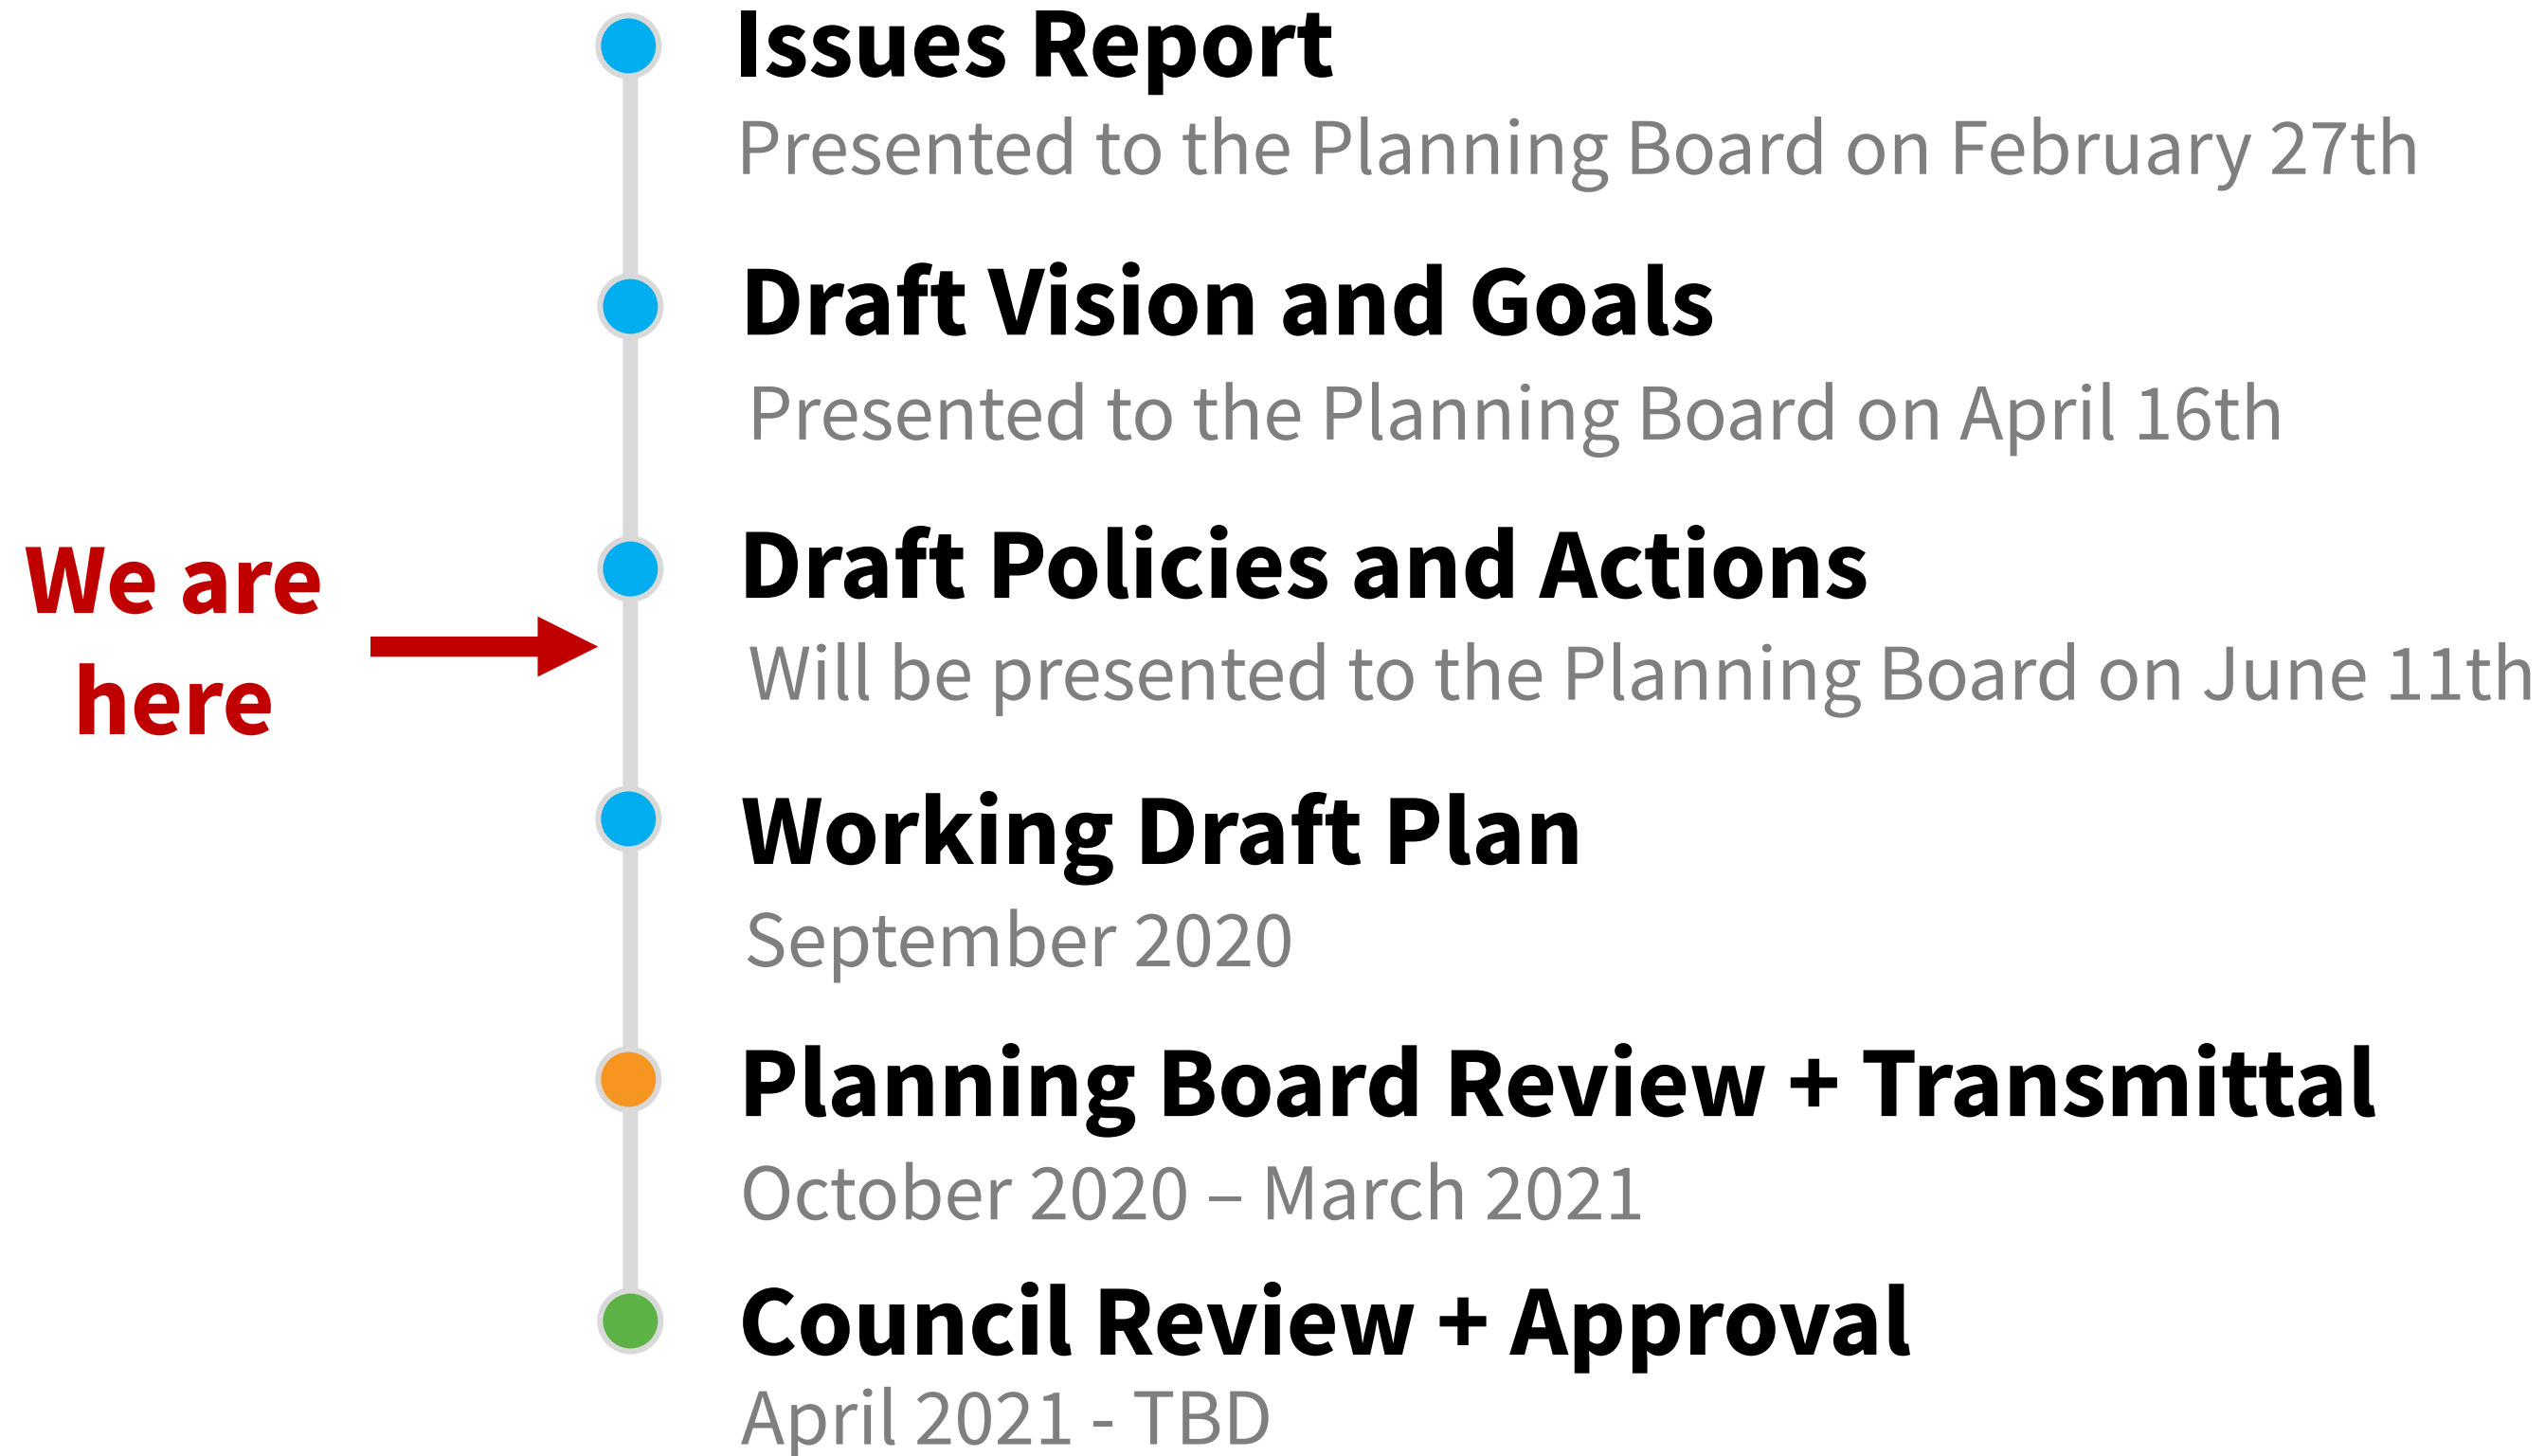 Issues Report
Presented to the Planning Board on February 27th
Draft Vision and Goals
Presented to the Planning Board on April 16th
We are
here
Draft Policies and Actions
Will be presented to the Planning Board on June 11th
Working Draft Plan
September 2020
Planning Board Review + Transmittal
October 2020 – March 2021
Council Review + Approval
April 2021 - TBD